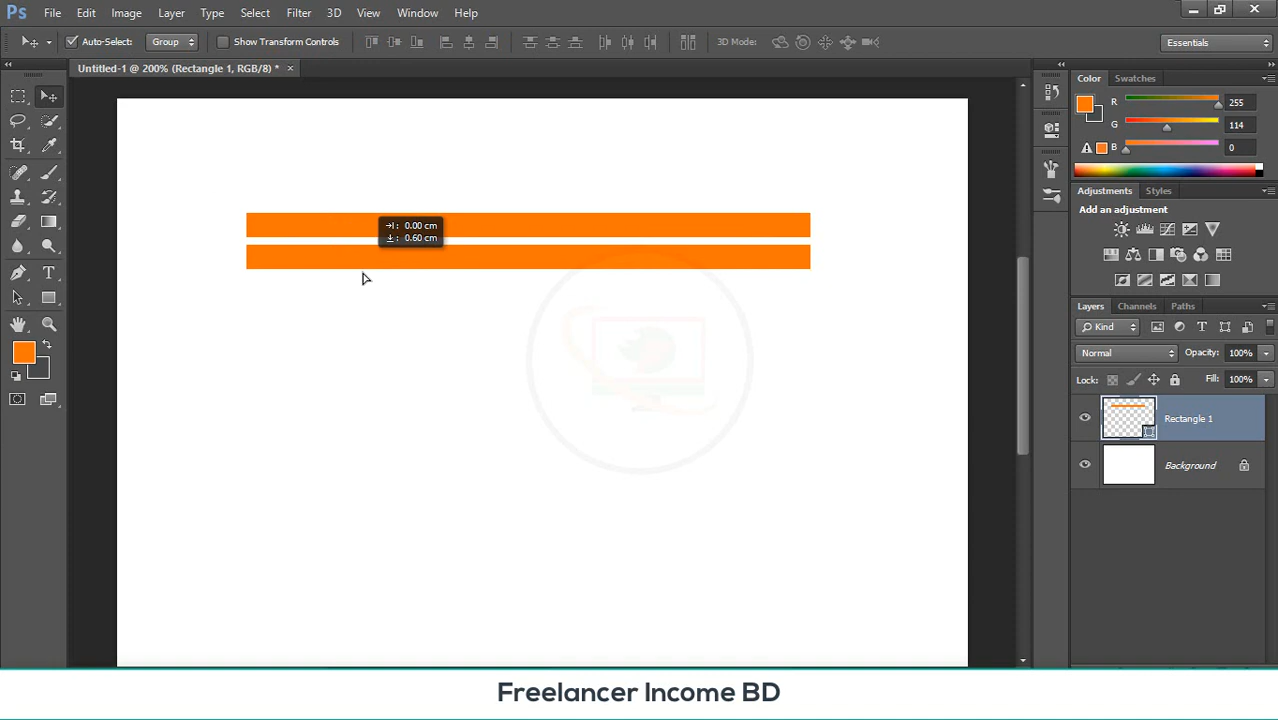 Ps File Edit Image Layer Type Select Filter 3D View Window Help
Auto-Select: Group Show Transform Controls 3D Mode: Essentials
Untitled-1 @ 200% (Rectangle 1, RGB/8) *
Color Swatches
R 255
G 114
B 0
Adjustments Styles
Add an adjustment
Layers Channels Paths
Kind
Normal Opacity: 100%
Lock: Fill: 100%
Rectangle 1
Background
0.00 cm
0.60 cm
Freelancer Income BD